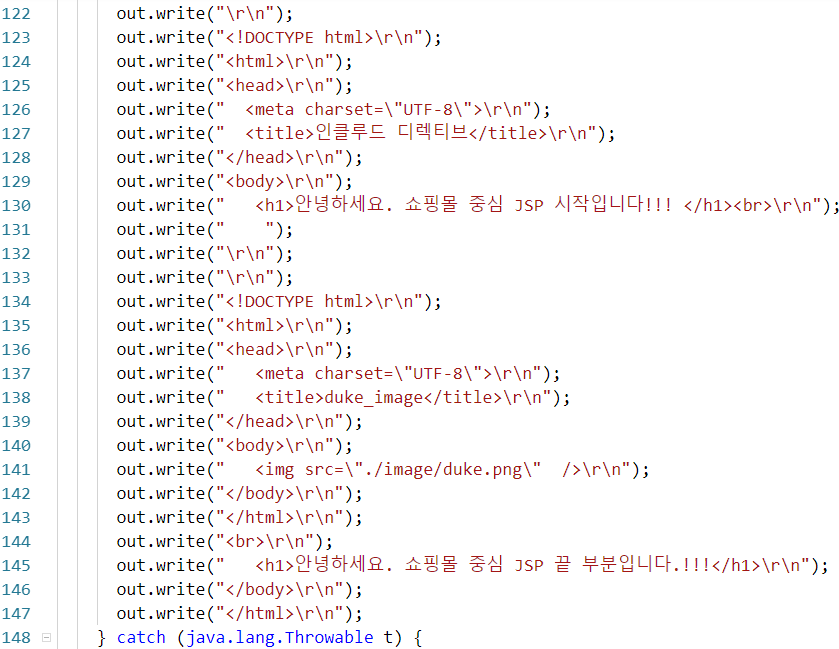 122 out.write("\r\n");
123 out.write("<!DOCTYPE html>\r\n");
124 out.write("<html>\r\n");
125 out.write("<head>\r\n");
126 out.write("  <meta charset=\"UTF-8\">\r\n");
127 out.write("  <title>인클루드 디렉티브</title>\r\n");
128 out.write("</head>\r\n");
129 out.write("<body>\r\n");
130 out.write("   <h1>안녕하세요. 쇼핑몰 중심 JSP 시작입니다!!! </h1><br>\r\n");
131 out.write("    ");
132 out.write("\r\n");
133 out.write("\r\n");
134 out.write("<!DOCTYPE html>\r\n");
135 out.write("<html>\r\n");
136 out.write("<head>\r\n");
137 out.write("   <meta charset=\"UTF-8\">\r\n");
138 out.write("   <title>duke_image</title>\r\n");
139 out.write("</head>\r\n");
140 out.write("<body>\r\n");
141 out.write("   <img src=\"./image/duke.png\"  />\r\n");
142 out.write("</body>\r\n");
143 out.write("</html>\r\n");
144 out.write("<br>\r\n");
145 out.write("   <h1>안녕하세요. 쇼핑몰 중심 JSP 끝 부분입니다.!!!</h1>\r\n");
146 out.write("</body>\r\n");
147 out.write("</html>\r\n");
148 } catch (java.lang.Throwable t) {